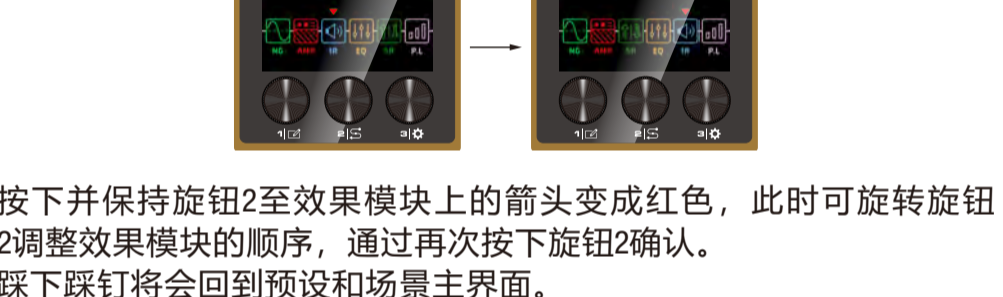 NG AMP IR EQ SR P.L NG AMP SR EQ IR P.L
1 2 3 1 2 3
按下并保持旋钮2至效果模块上的箭头变成红色，此时可旋转旋钮
2调整效果模块的顺序，通过再次按下旋钮2确认。
踩下踩钉将会回到预设和场景主界面。